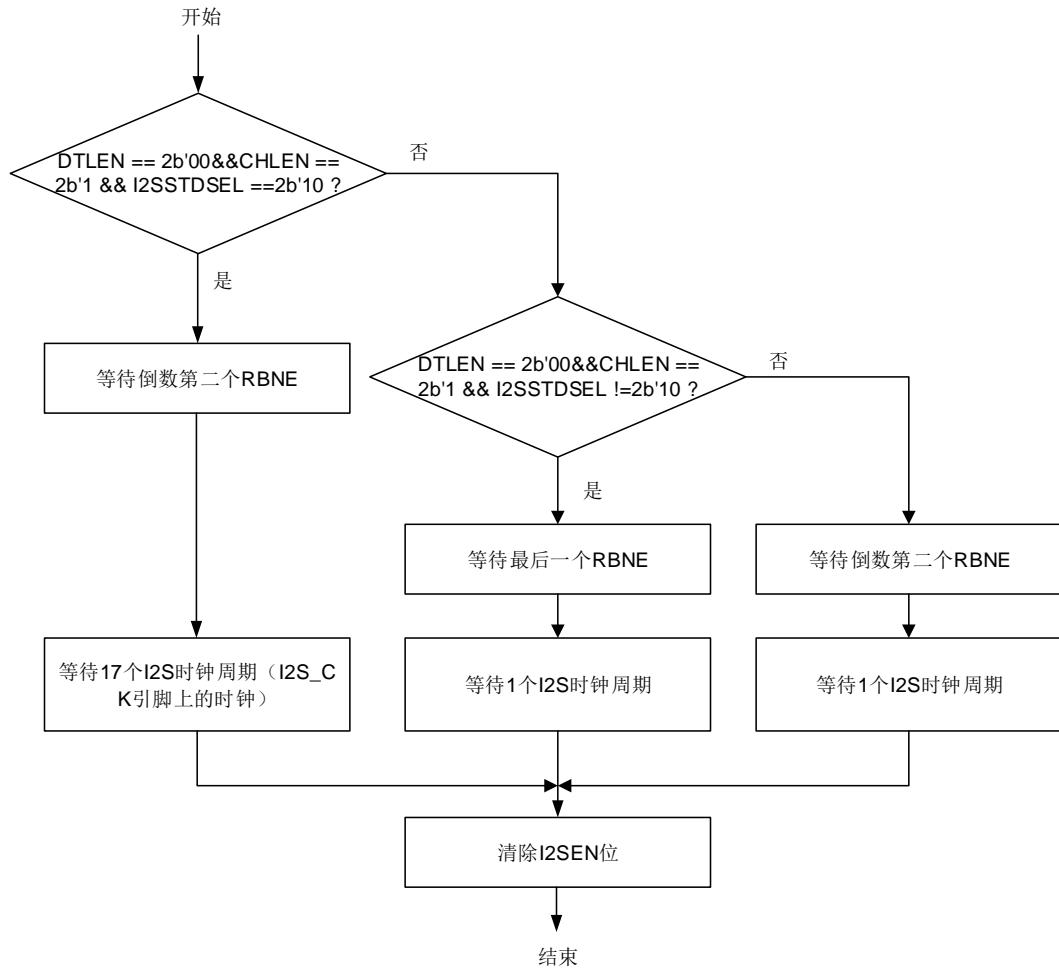 开始
DTLEN == 2b'00&&CHLEN ==
2b'1 && I2SSTDSEL ==2b'10 ?
否
是
等待倒数第二个RBNE
DTLEN == 2b'00&&CHLEN ==
2b'1 && I2SSTDSEL !=2b'10 ?
否
是
等待最后一个RBNE
等待倒数第二个RBNE
等待17个I2S时钟周期（I2S_C
K引脚上的时钟）
等待1个I2S时钟周期
等待1个I2S时钟周期
清除I2SEN位
结束